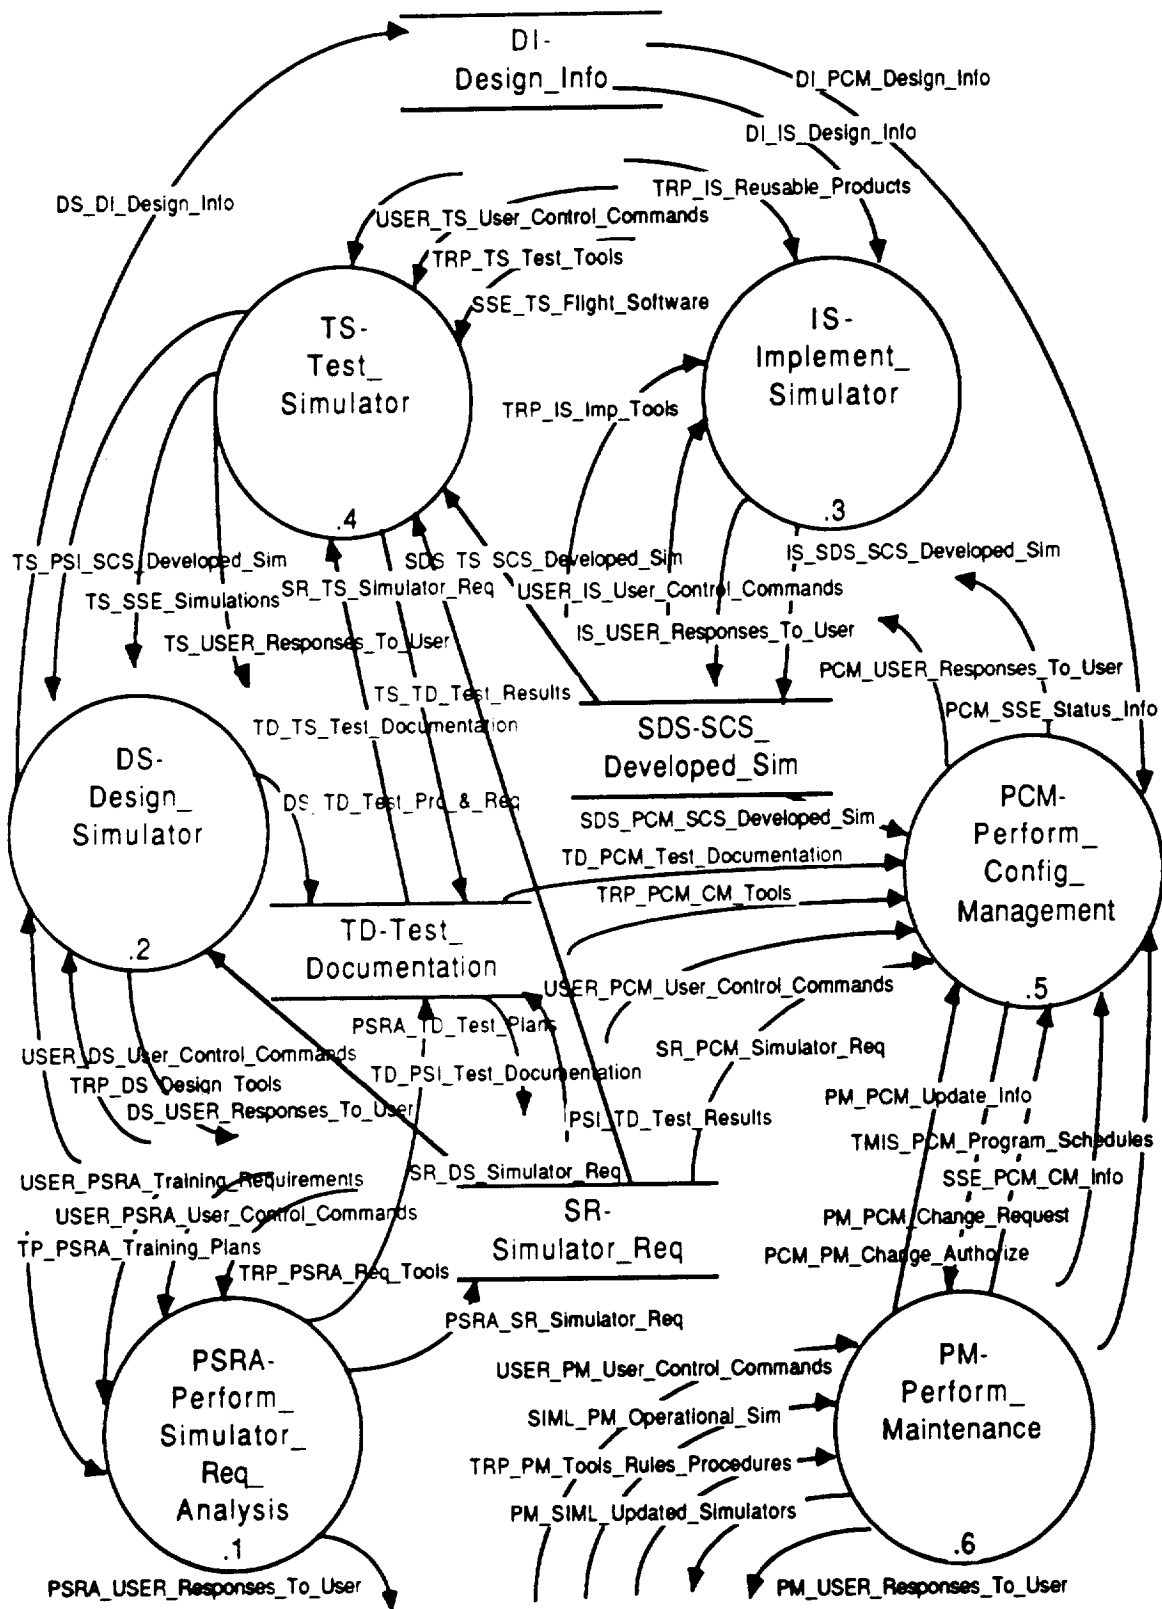 DI-
Design_Info
DI_PCM_Design_Info
DI_IS_Design_Info
TRP_IS_Reusable_Products
DS_DI_Design_Info
USER_TS_User_Control_Commands
TRP_TS_Test_Tools
SSE_TS_Flight_Software
TS-
Test_
Simulator
.4
IS-
Implement_
Simulator
.3
TRP_IS_Imp_Tools
TS_PSI_SCS_Developed_Sim
SDS_TS_SCS_Developed_Sim
IS_SDS_SCS_Developed_Sim
TS_SSE_Simulations
SR_TS_Simulator_Req
USER_IS_User_Control_Commands
TS_USER_Responses_To_User
IS_USER_Responses_To_User
PCM_USER_Responses_To_User
TS_TD_Test_Results
PCM_SSE_Status_Info
TD_TS_Test_Documentation
SDS-SCS_
Developed_Sim
DS-
Design_
Simulator
.2
DS_TD_Test_Pro_&_Req
SDS_PCM_SCS_Developed_Sim
TD_PCM_Test_Documentation
TRP_PCM_CM_Tools
PCM-
Perform_
Config_
Management
.5
TD-Test_
Documentation
USER_PCM_User_Control_Commands
PSRA_TD_Test_Plans
SR_PCM_Simulator_Req
USER_DS_User_Control_Commands
TD_PSI_Test_Documentation
TRP_DS_Design_Tools
DS_USER_Responses_To_User
PSI_TD_Test_Results
PM_PCM_Update_Info
TMIS_PCM_Program_Schedules
SR_DS_Simulator_Req
SSE_PCM_CM_Info
USER_PSRA_Training_Requirements
USER_PSRA_User_Control_Commands
PM_PCM_Change_Request
TP_PSRA_Training_Plans
PCM_PM_Change_Authorize
TRP_PSRA_Req_Tools
SR-
Simulator_Req
PSRA_SR_Simulator_Req
PSRA-
Perform_
Simulator_
Req_
Analysis
.1
USER_PM_User_Control_Commands
SIML_PM_Operational_Sim
TRP_PM_Tools_Rules_Procedures
PM_SIML_Updated_Simulators
PM-
Perform_
Maintenance
.6
PSRA_USER_Responses_To_User
PM_USER_Responses_To_User